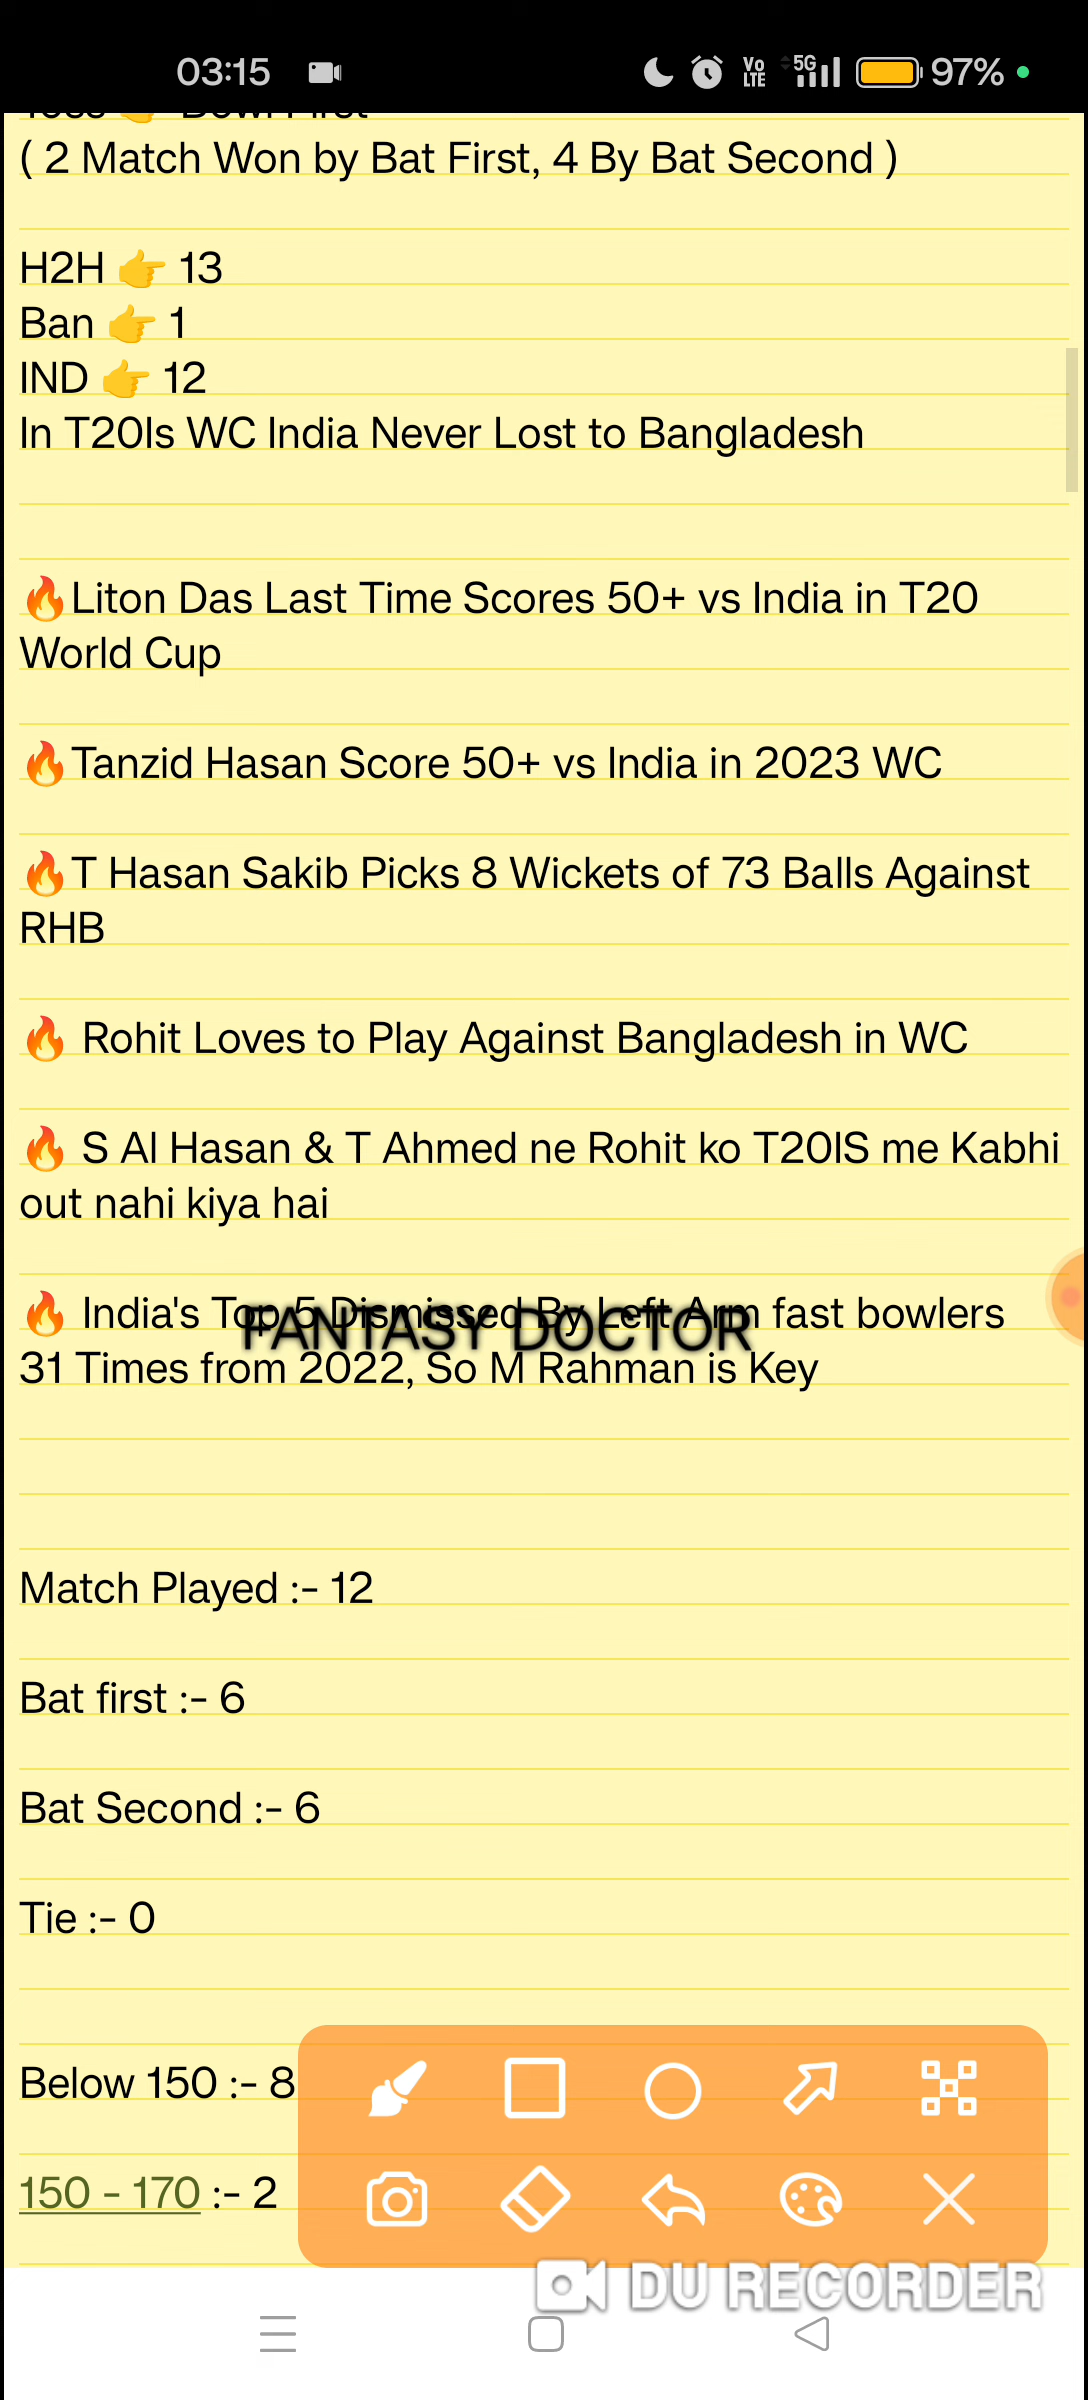 03:15 Vo LTE 5G 97%
Toss 👉 Bowl First
( 2 Match Won by Bat First, 4 By Bat Second )
H2H 👉 13
Ban 👉 1
IND 👉 12
In T20Is WC India Never Lost to Bangladesh
🔥Liton Das Last Time Scores 50+ vs India in T20
World Cup
🔥Tanzid Hasan Score 50+ vs India in 2023 WC
🔥T Hasan Sakib Picks 8 Wickets of 73 Balls Against
RHB
🔥 Rohit Loves to Play Against Bangladesh in WC
🔥 S Al Hasan & T Ahmed ne Rohit ko T20IS me Kabhi
out nahi kiya hai
🔥 India's Top 5 Dismissed By Left Arm fast bowlers
FANTASY DOCTOR
31 Times from 2022, So M Rahman is Key
Match Played :- 12
Bat first :- 6
Bat Second :- 6
Tie :- 0
Below 150 :- 8
150 - 170 :- 2
DU RECORDER